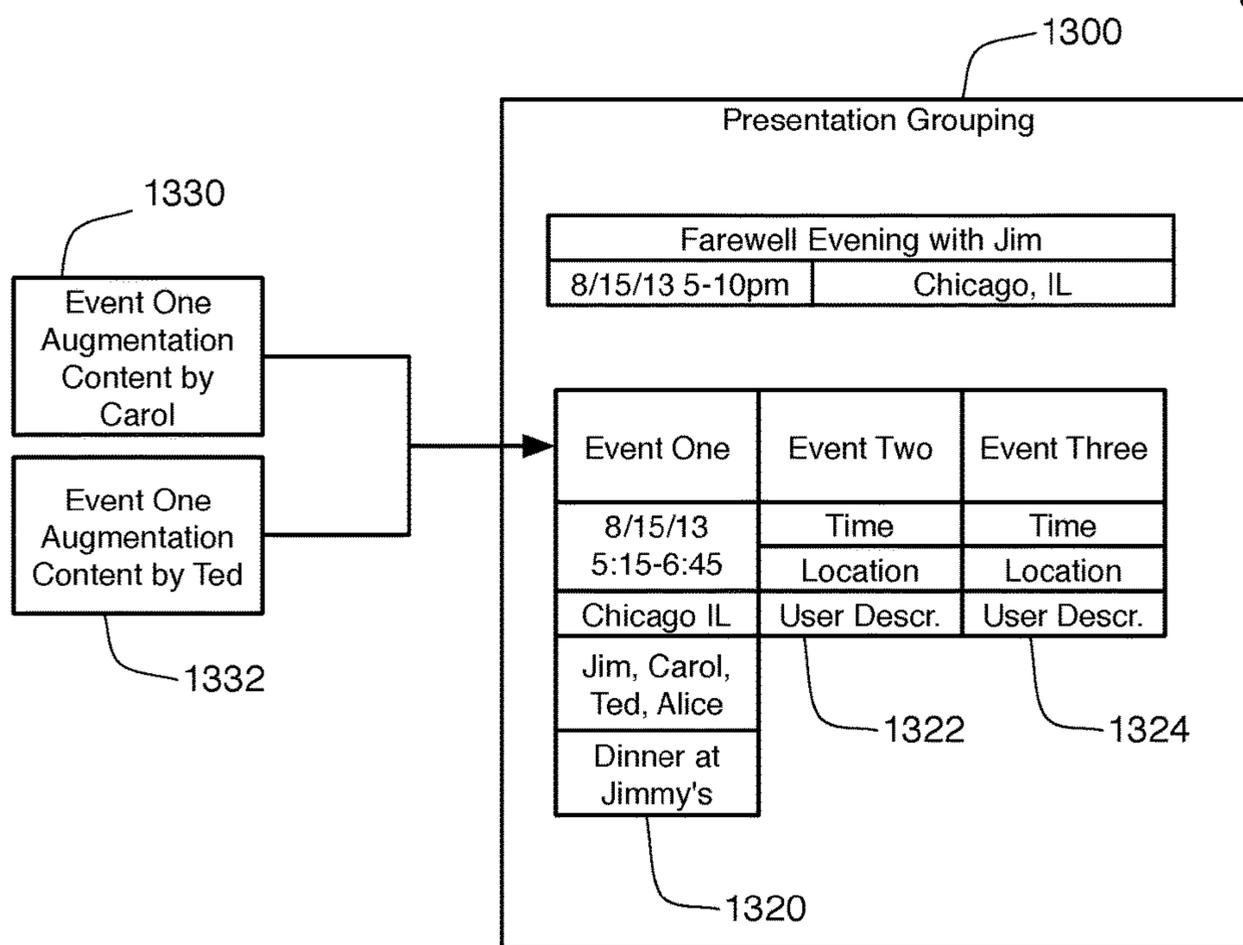 1300
Presentation Grouping
1330
Farewell Evening with Jim
8/15/13 5-10pm
Chicago, IL
Event One
Augmentation
Content by
Carol
Event One
Augmentation
Content by Ted
1332
Event One
Event Two
Event Three
8/15/13
5:15-6:45
Time
Time
Location
Location
Chicago IL
User Descr.
User Descr.
Jim, Carol,
Ted, Alice
1322
1324
Dinner at
Jimmy's
1320